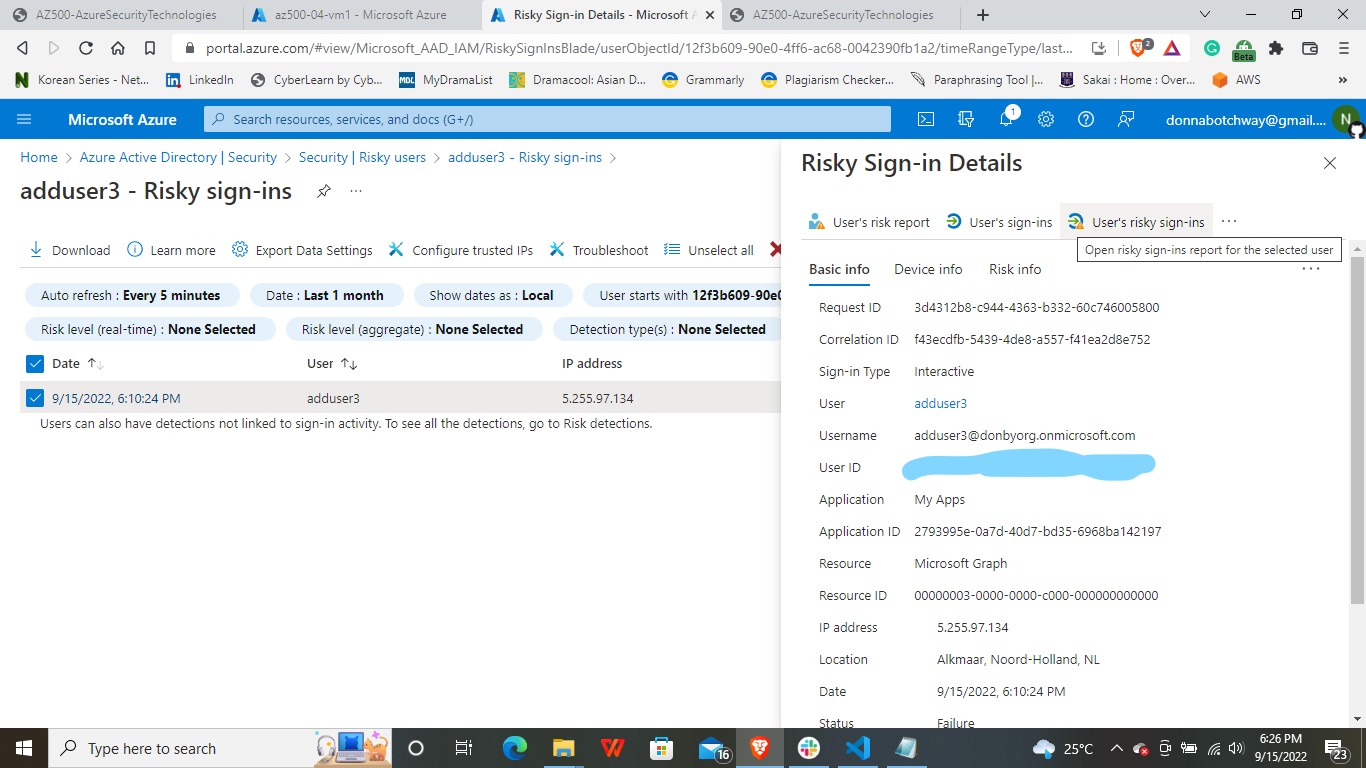 AZ500-AzureSecurityTechnologies
az500-04-vm1 - Microsoft Azure
Risky Sign-in Details - Microsoft A
AZ500-AzureSecurityTechnologies
portal.azure.com/#view/Microsoft_AAD_IAM/RiskySignInsBlade/userObjectId/12f3b609-90e0-4ff6-ac68-0042390fb1a2/timeRangeType/last...
2
Beta
Korean Series - Net...
LinkedIn
CyberLearn by Cyb...
MDL
MyDramaList
Dramacool: Asian D...
Grammarly
Plagiarism Checker...
Paraphrasing Tool |...
Sakai : Home : Over...
AWS
»
Microsoft Azure
Search resources, services, and docs (G+/)
1
donnabotchway@gmail....
N
Home > Azure Active Directory | Security > Security | Risky users > adduser3 - Risky sign-ins >
adduser3 - Risky sign-ins
...
Download
Learn more
Export Data Settings
Configure trusted IPs
Troubleshoot
Unselect all
Auto refresh : Every 5 minutes
Date : Last 1 month
Show dates as : Local
User starts with 12f3b609-90e0
Risk level (real-time) : None Selected
Risk level (aggregate) : None Selected
Detection type(s) : None Selected
Date
User
IP address
9/15/2022, 6:10:24 PM
adduser3
5.255.97.134
Users can also have detections not linked to sign-in activity. To see all the detections, go to Risk detections.
Risky Sign-in Details
User's risk report
User's sign-ins
User's risky sign-ins
...
Open risky sign-ins report for the selected user
Basic info
Device info
Risk info
...
Request ID 3d4312b8-c944-4363-b332-60c746005800
Correlation ID f43ecdfb-5439-4de8-a557-f41ea2d8e752
Sign-in Type Interactive
User adduser3
Username adduser3@donbyorg.onmicrosoft.com
User ID
Application My Apps
Application ID 2793995e-0a7d-40d7-bd35-6968ba142197
Resource Microsoft Graph
Resource ID 00000003-0000-0000-c000-000000000000
IP address 5.255.97.134
Location Alkmaar, Noord-Holland, NL
Date 9/15/2022, 6:10:24 PM
Status Failure
Type here to search
16
25°C
6:26 PM
9/15/2022
23